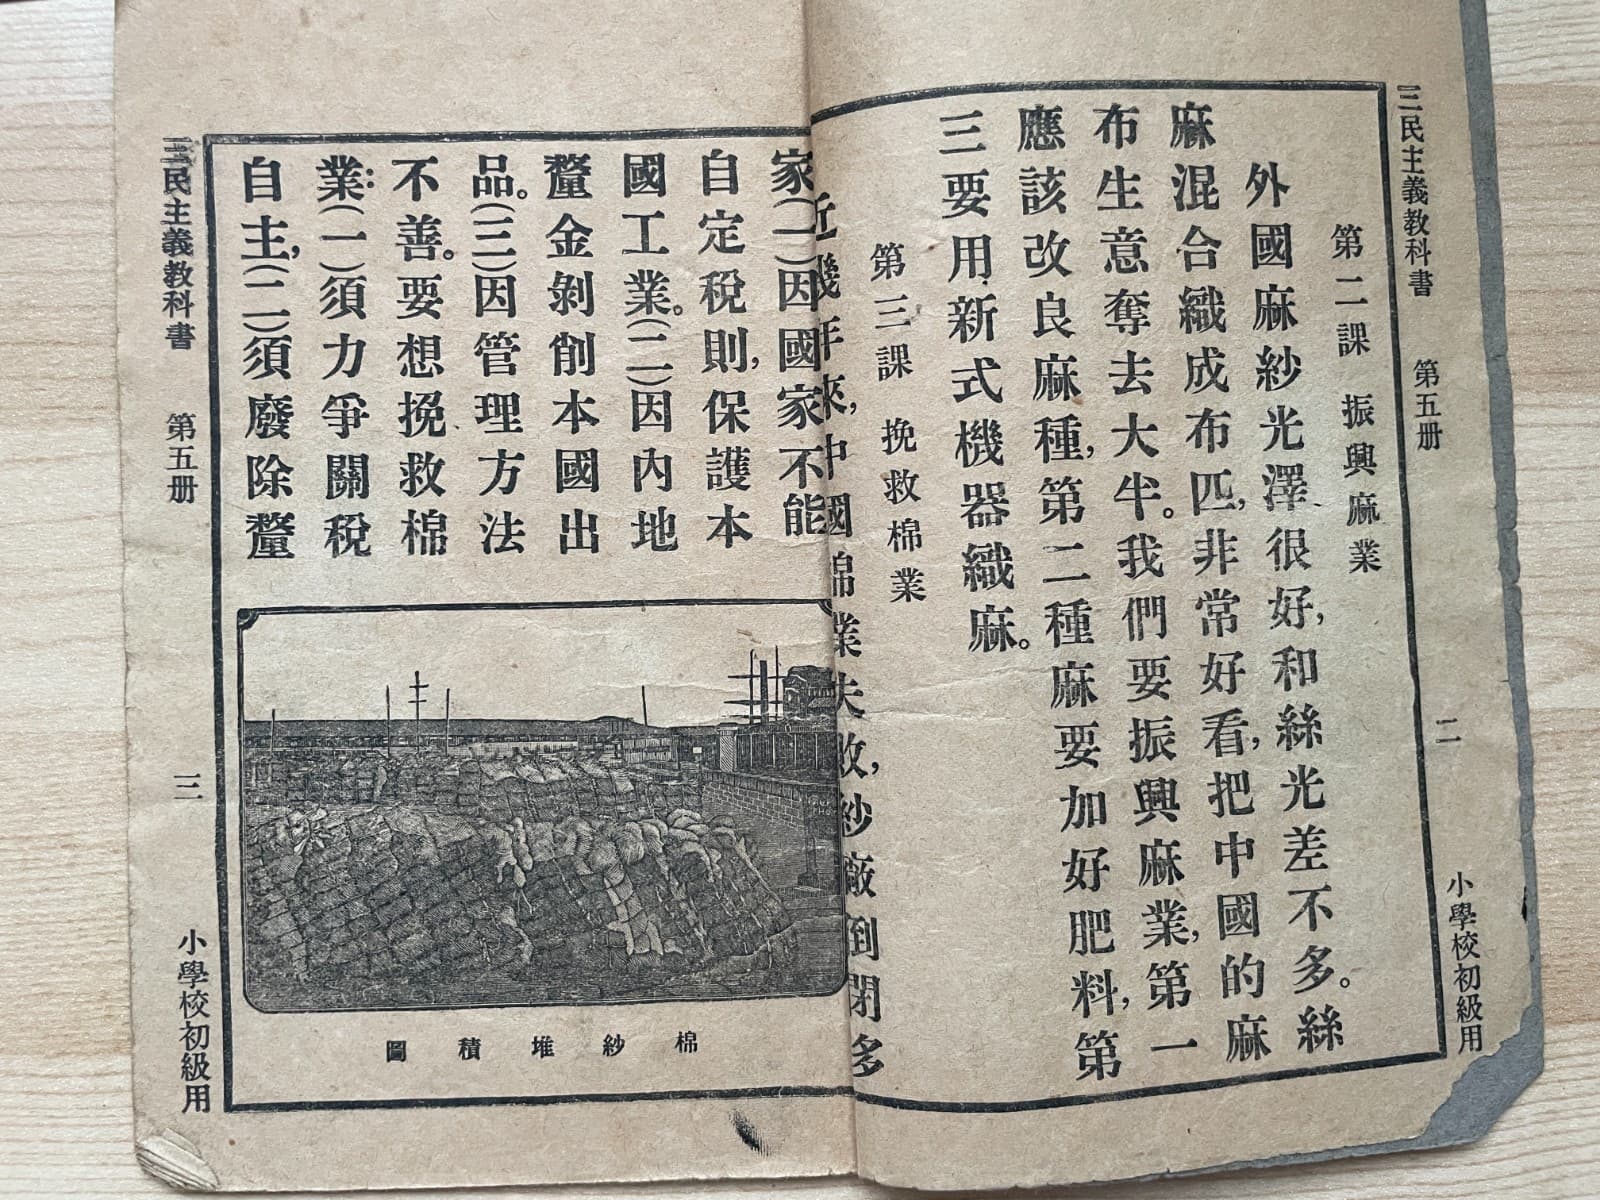 三民主義教科書 第五册 二 小學校初級用
第二課 振興麻業
外國麻紗光澤很好，和絲光差不多。絲
麻混合織成布匹，非常好看，把中國的麻
布生意奪去大半。我們要振興麻業，第一
應該改良麻種，第二種麻要加好肥料，第
三要用新式機器織麻。
第三課 挽救棉業
近幾年來，中國棉業失敗，紗廠倒閉多
家(一)因國家不能
自定稅則，保護本
國工業。(二)因內地
釐金剝削本國出
品。(三)因管理方法
不善。要想挽救棉
業：(一)須力爭關稅
自主，(二)須廢除釐
棉紗堆積圖
三民主義教科書 第五册 三 小學校初級用